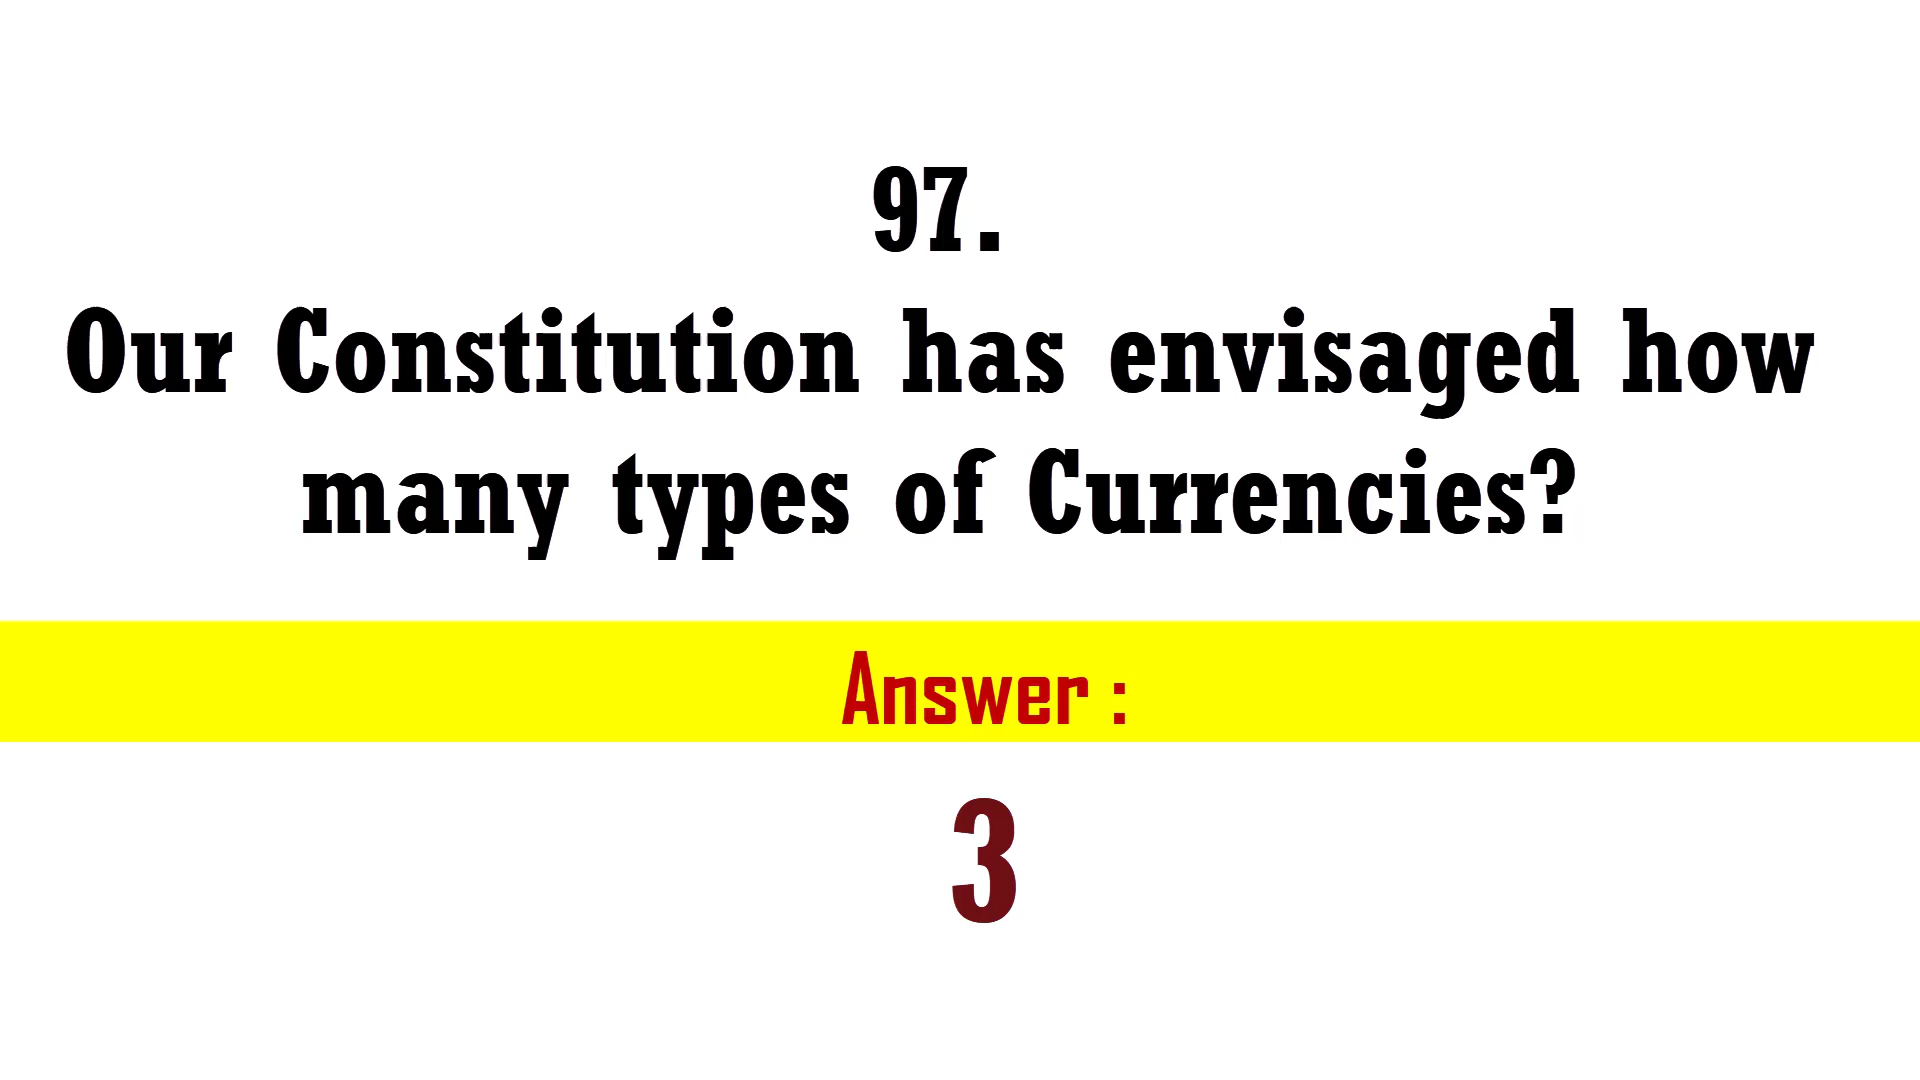 97.
Our Constitution has envisaged how
many types of Currencies?
Answer :
3